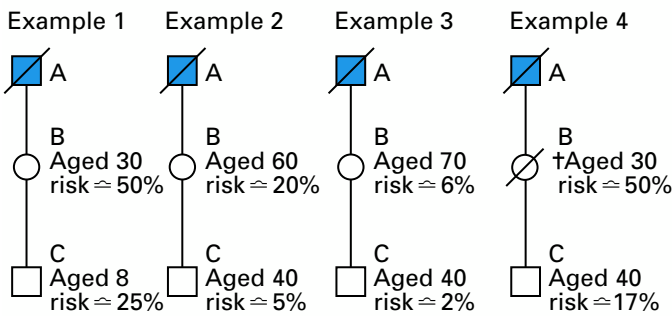 Example 1
Example 2
Example 3
Example 4
A
A
A
A
B
Aged 30
risk ≏ 50%
B
Aged 60
risk ≏ 20%
B
Aged 70
risk ≏ 6%
B
†Aged 30
risk ≏ 50%
C
Aged 8
risk ≏ 25%
C
Aged 40
risk ≏ 5%
C
Aged 40
risk ≏ 2%
C
Aged 40
risk ≏ 17%